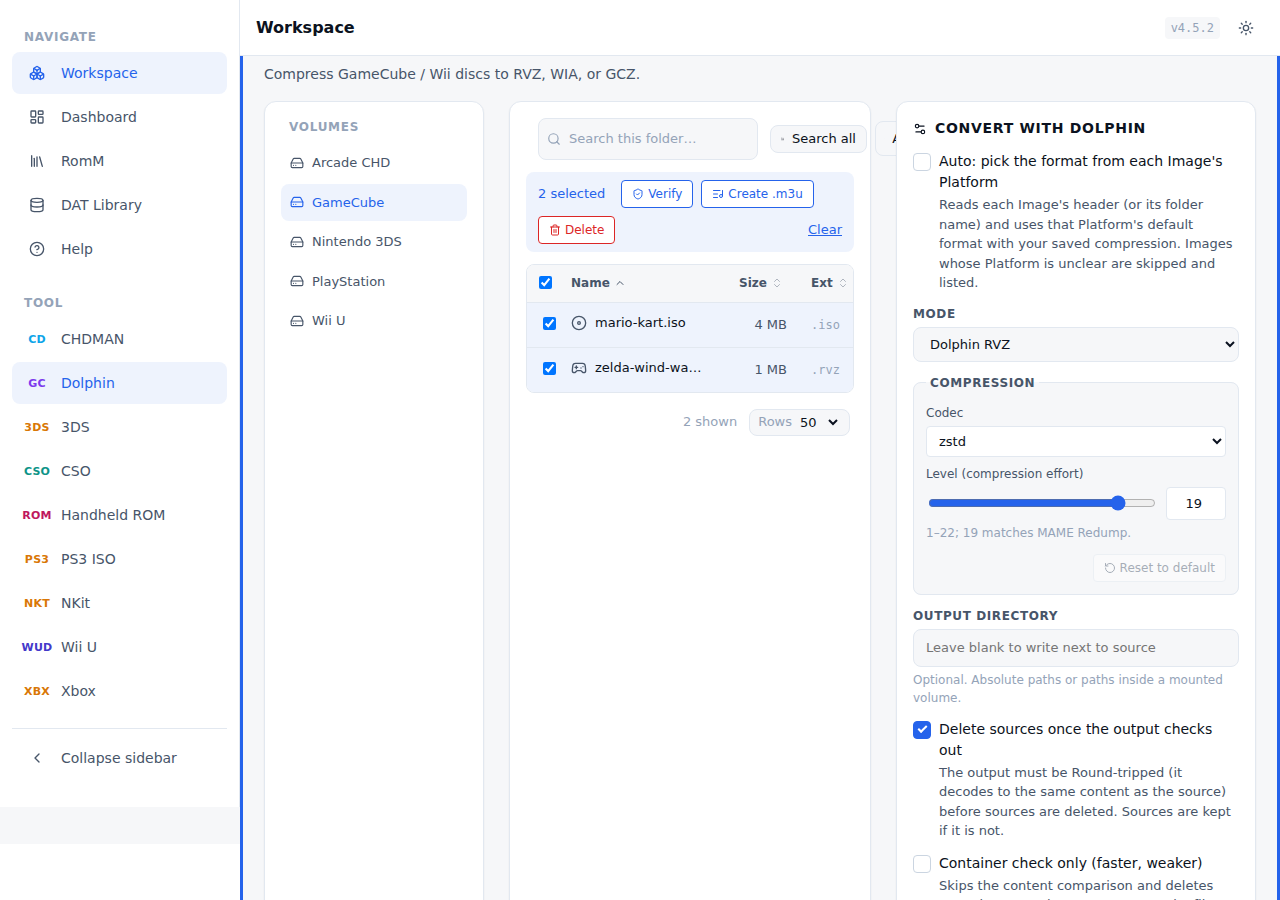 NAVIGATE
Workspace
Dashboard
RomM
DAT Library
Help
TOOL
CD CHDMAN
GC Dolphin
3DS 3DS
CSO CSO
ROM Handheld ROM
PS3 PS3 ISO
NKT NKit
WUD Wii U
XBX Xbox
Collapse sidebar
Workspace
v4.5.2
Compress GameCube / Wii discs to RVZ, WIA, or GCZ.
VOLUMES
Arcade CHD
GameCube
Nintendo 3DS
PlayStation
Wii U
Search this folder…
Search all
2 selected
Verify
Create .m3u
Delete
Clear
Name Size Ext
mario-kart.iso 4 MB .iso
zelda-wind-wa… 1 MB .rvz
2 shown Rows 50
CONVERT WITH DOLPHIN
Auto: pick the format from each Image's
Platform
Reads each Image's header (or its folder
name) and uses that Platform's default
format with your saved compression. Images
whose Platform is unclear are skipped and
listed.
MODE
Dolphin RVZ
COMPRESSION
Codec
zstd
Level (compression effort)
19
1–22; 19 matches MAME Redump.
Reset to default
OUTPUT DIRECTORY
Leave blank to write next to source
Optional. Absolute paths or paths inside a mounted
volume.
Delete sources once the output checks
out
The output must be Round-tripped (it
decodes to the same content as the source)
before sources are deleted. Sources are kept
if it is not.
Container check only (faster, weaker)
Skips the content comparison and deletes